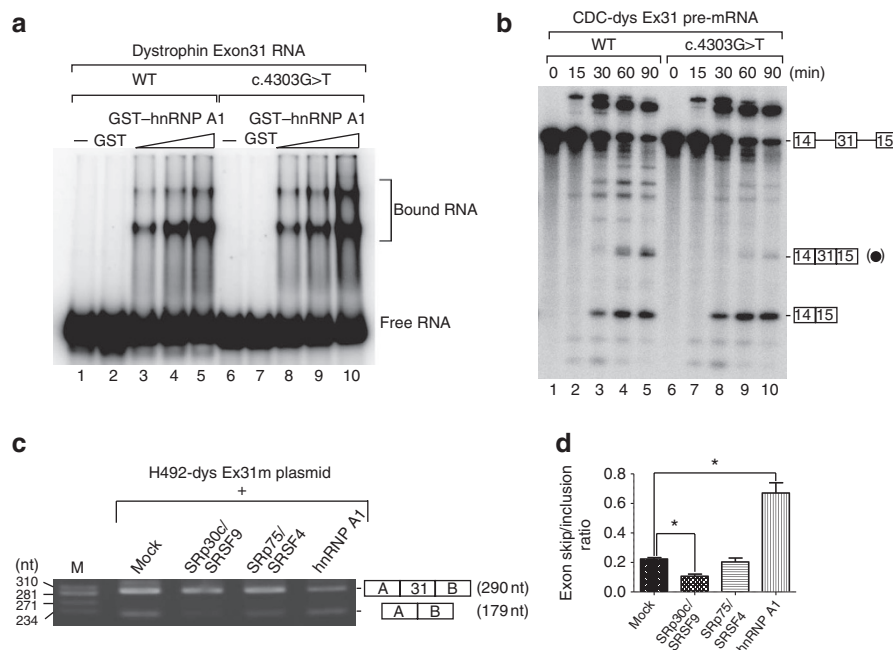 a
Dystrophin Exon31 RNA
WT c.4303G>T
GST–hnRNP A1 GST–hnRNP A1
– GST – GST
Bound RNA
Free RNA
1 2 3 4 5 6 7 8 9 10
b
CDC-dys Ex31 pre-mRNA
WT c.4303G>T
0 15 30 60 90 0 15 30 60 90 (min)
14 31 15
14 31 15 (●)
14 15
1 2 3 4 5 6 7 8 9 10
c
H492-dys Ex31m plasmid
+
(nt) M Mock SRp30c/SRSF9 SRp75/SRSF4 hnRNP A1
310
281
271
234
A 31 B (290 nt)
A B (179 nt)
d
Exon skip/inclusion
ratio
0.8
0.6
0.4
0.2
0.0
*
*
Mock SRp30c/SRSF9 SRp75/SRSF4 hnRNP A1